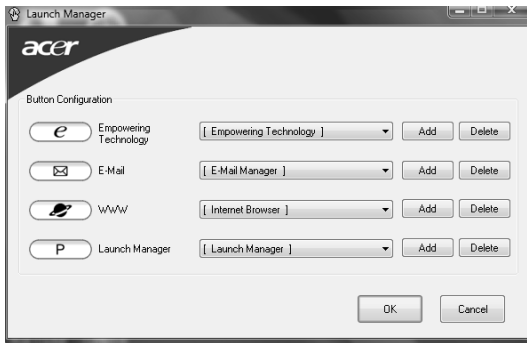 Launch Manager
acer
Button Configuration
e Empowering Technology [ Empowering Technology ] Add Delete
E-Mail [ E-Mail Manager ] Add Delete
WWW [ Internet Browser ] Add Delete
P Launch Manager [ Launch Manager ] Add Delete
OK Cancel